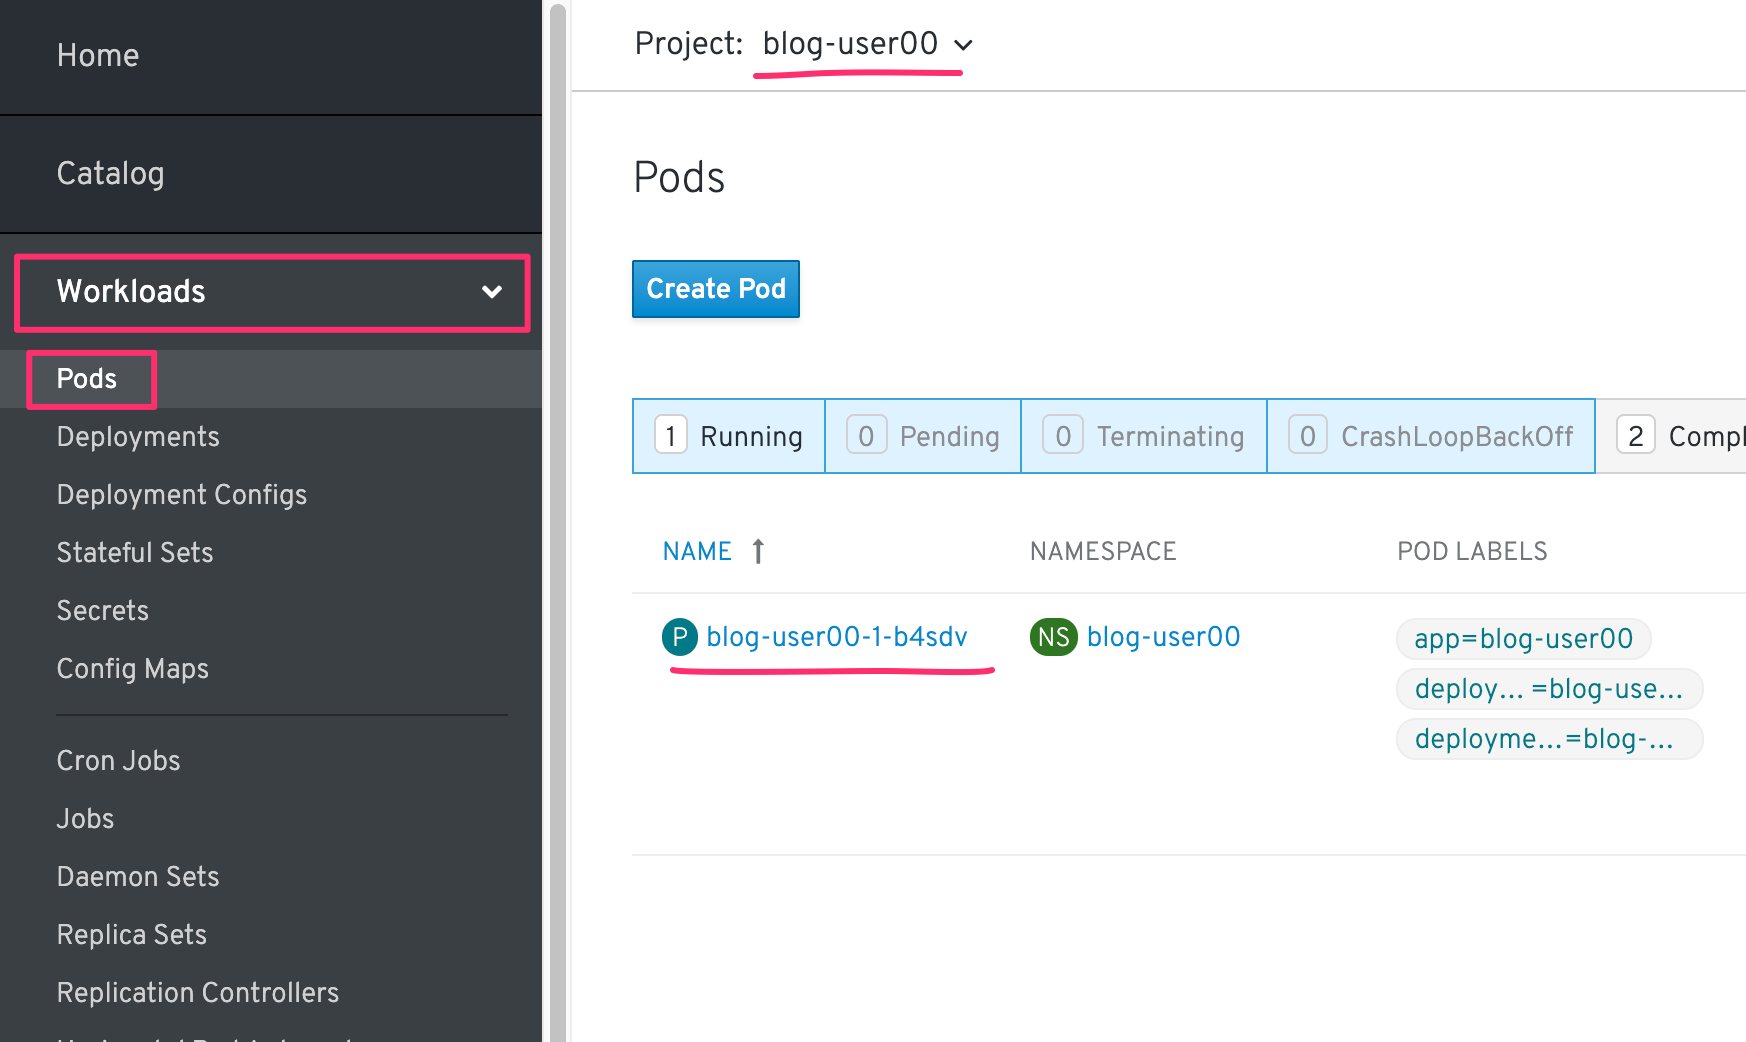 Home
Catalog
Workloads
Pods
Deployments
Deployment Configs
Stateful Sets
Secrets
Config Maps
Cron Jobs
Jobs
Daemon Sets
Replica Sets
Replication Controllers
Project: blog-user00
Pods
Create Pod
1 Running 0 Pending 0 Terminating 0 CrashLoopBackOff 2 Compl
NAME ↑ NAMESPACE POD LABELS
P blog-user00-1-b4sdv NS blog-user00 app=blog-user00
deploy... =blog-use...
deployme...=blog-...